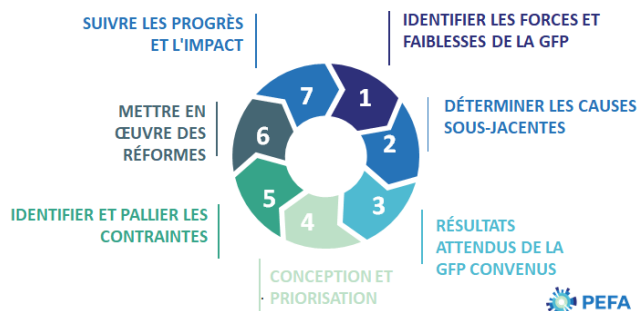 IDENTIFIER LES FORCES ET
FAIBLESSES DE LA GFP
DÉTERMINER LES CAUSES
SOUS-JACENTES
RÉSULTATS
ATTENDUS DE LA
GFP CONVENUS
CONCEPTION ET
PRIORISATION
IDENTIFIER ET PALLIER LES
CONTRAINTES
METTRE EN
ŒUVRE DES
RÉFORMES
SUIVRE LES PROGRÈS
ET L'IMPACT
1
2
3
4
5
6
7
PEFA